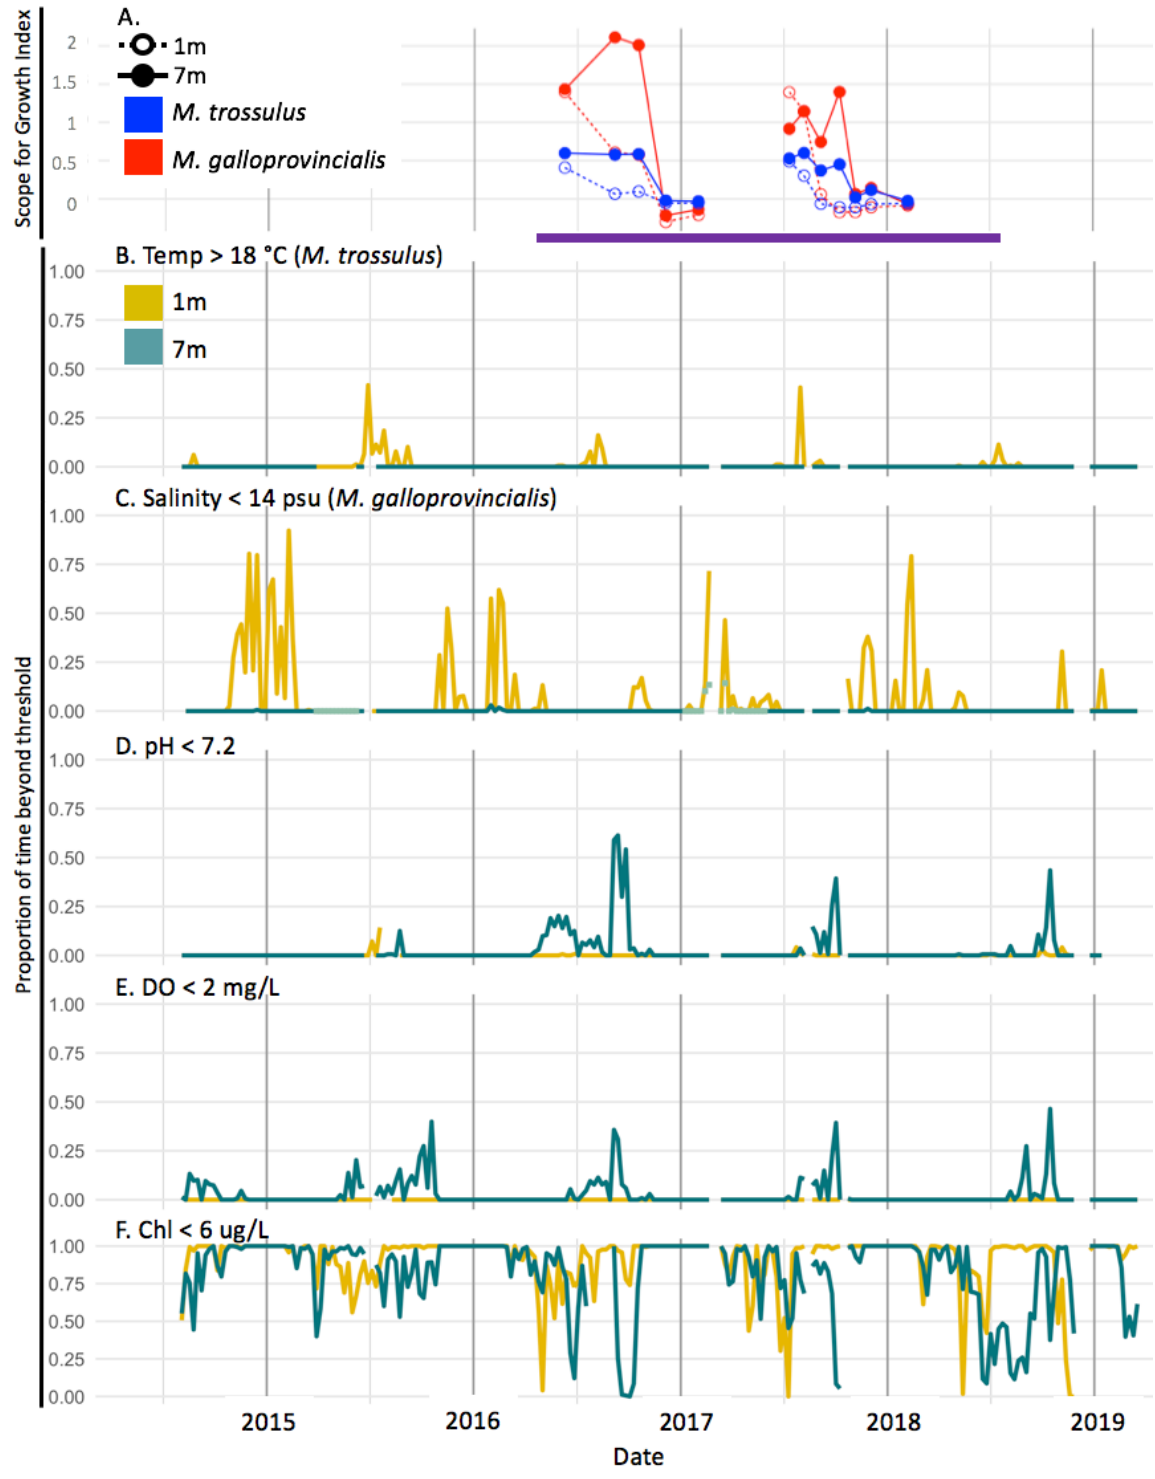 Scope for Growth Index
A.
1m
7m
M. trossulus
M. galloprovincialis
2
1.5
1
0.5
0
Proportion of time beyond threshold
B. Temp > 18 °C (M. trossulus)
1m
7m
1.00
0.75
0.50
0.25
0.00
C. Salinity < 14 psu (M. galloprovincialis)
1.00
0.75
0.50
0.25
0.00
D. pH < 7.2
1.00
0.75
0.50
0.25
0.00
E. DO < 2 mg/L
1.00
0.75
0.50
0.25
0.00
F. Chl < 6 ug/L
1.00
0.75
0.50
0.25
0.00
2015 2016 2017 2018 2019
Date